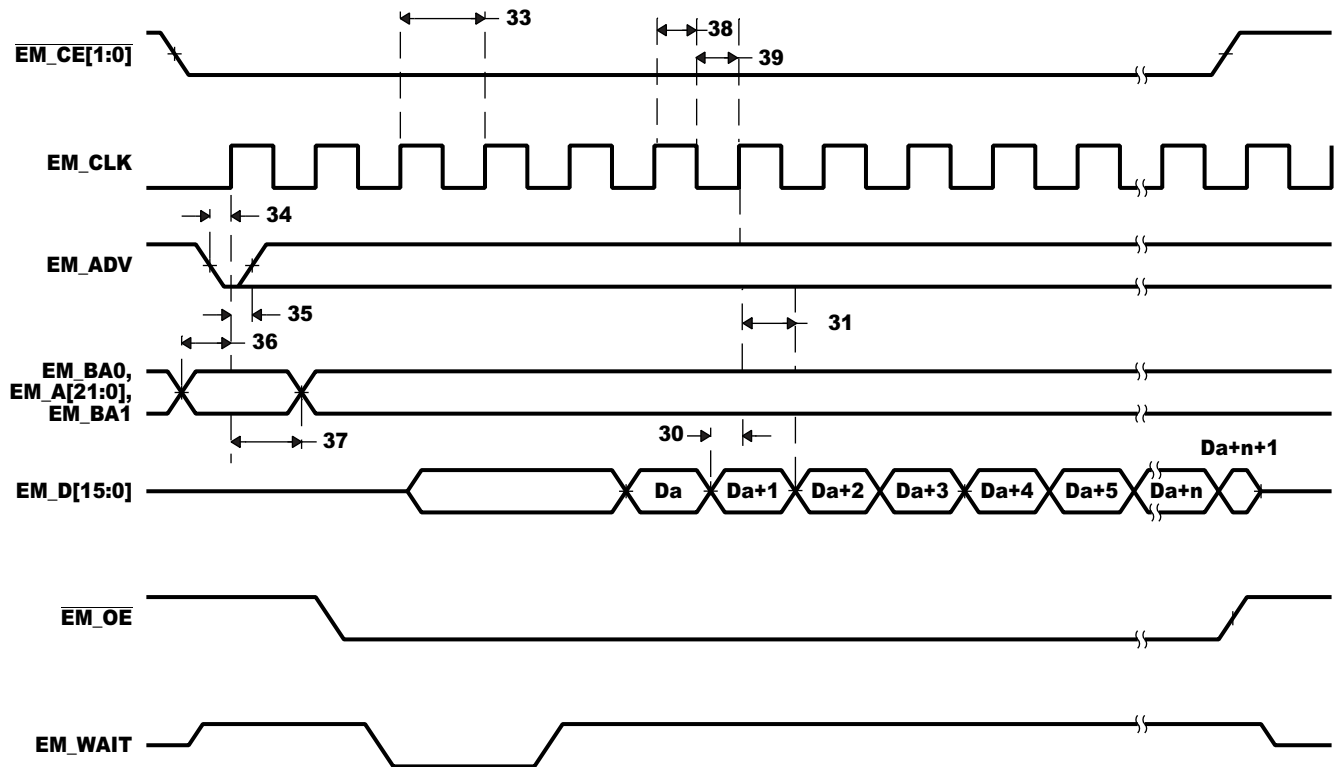 33
38
EM_CE[1:0]
39
EM_CLK
34
EM_ADV
35
31
36
EM_BA0,
EM_A[21:0],
EM_BA1
37
30
Da+n+1
EM_D[15:0]
Da Da+1 Da+2 Da+3 Da+4 Da+5 Da+n
EM_OE
EM_WAIT